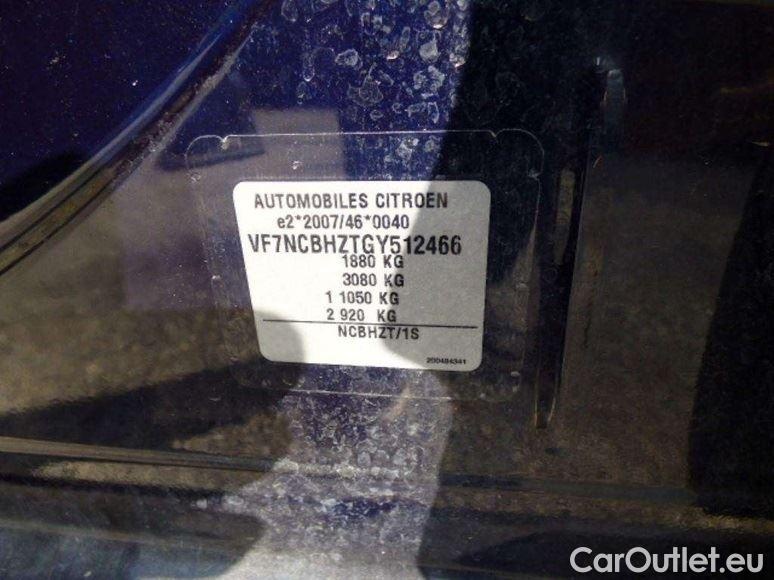 AUTOMOBILES CITROEN
e2*2007/46*0040
VF7NCBHZTGY512466
1880 KG
3080 KG
1 1050 KG
2 920 KG
NCBHZT/1S
200484341
CarOutlet.eu